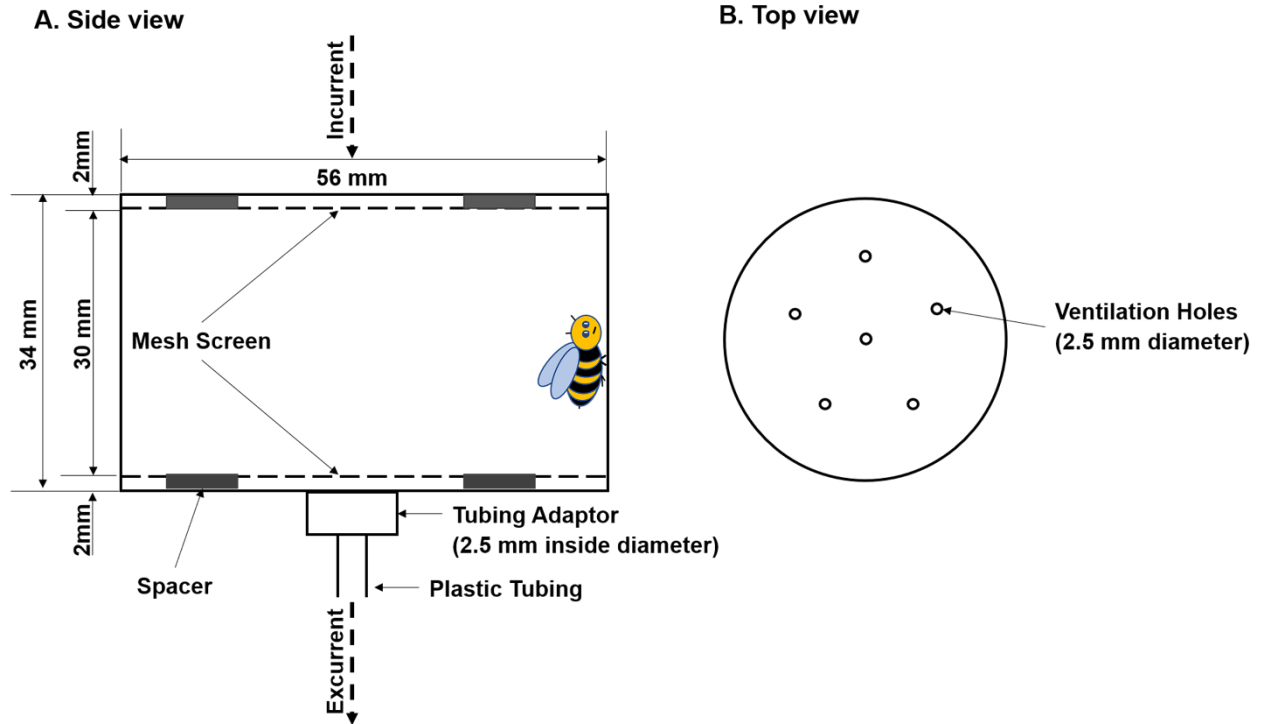 A. Side view
B. Top view
Incurrent
2mm
56 mm
34 mm
30 mm
Mesh Screen
Ventilation Holes
(2.5 mm diameter)
2mm
Tubing Adaptor
(2.5 mm inside diameter)
Spacer
Plastic Tubing
Excurrent